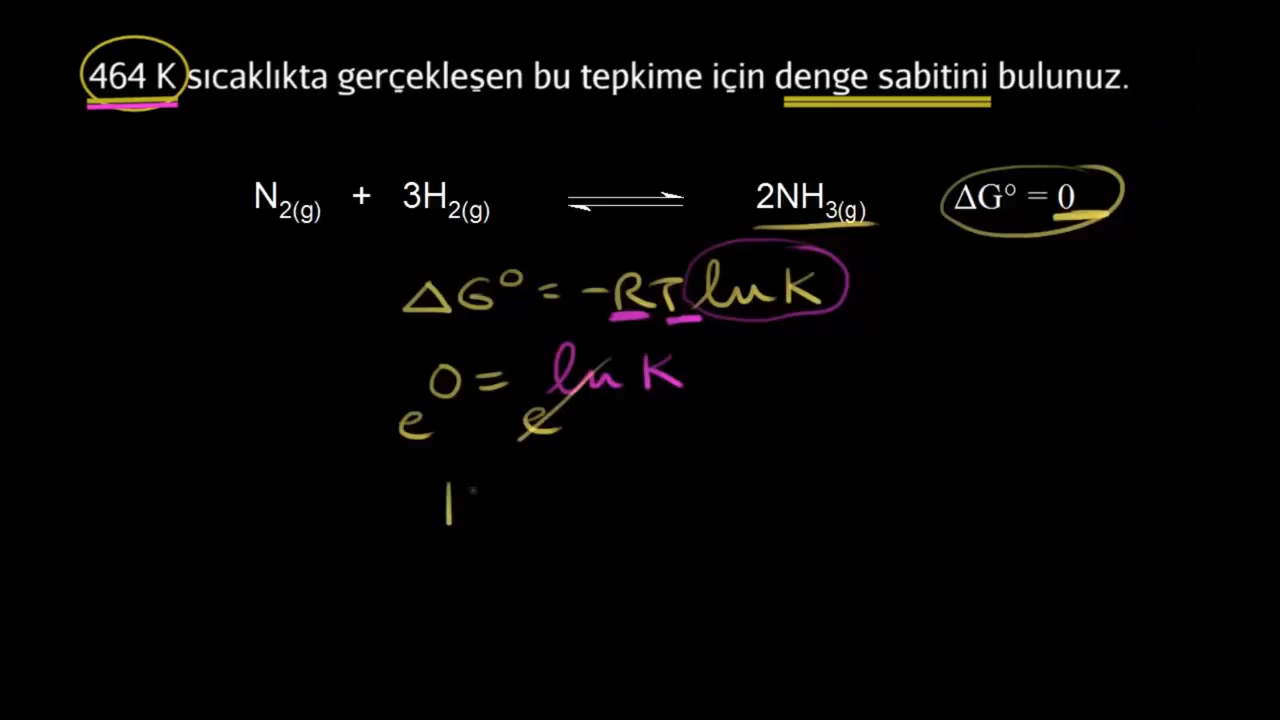 464 K sıcaklıkta gerçekleşen bu tepkime için denge sabitini bulunuz.
N₂(g) + 3H₂(g) ⇌ 2NH₃(g) ΔG° = 0
ΔG° = -RT ln K
0 = ln K
e e
1